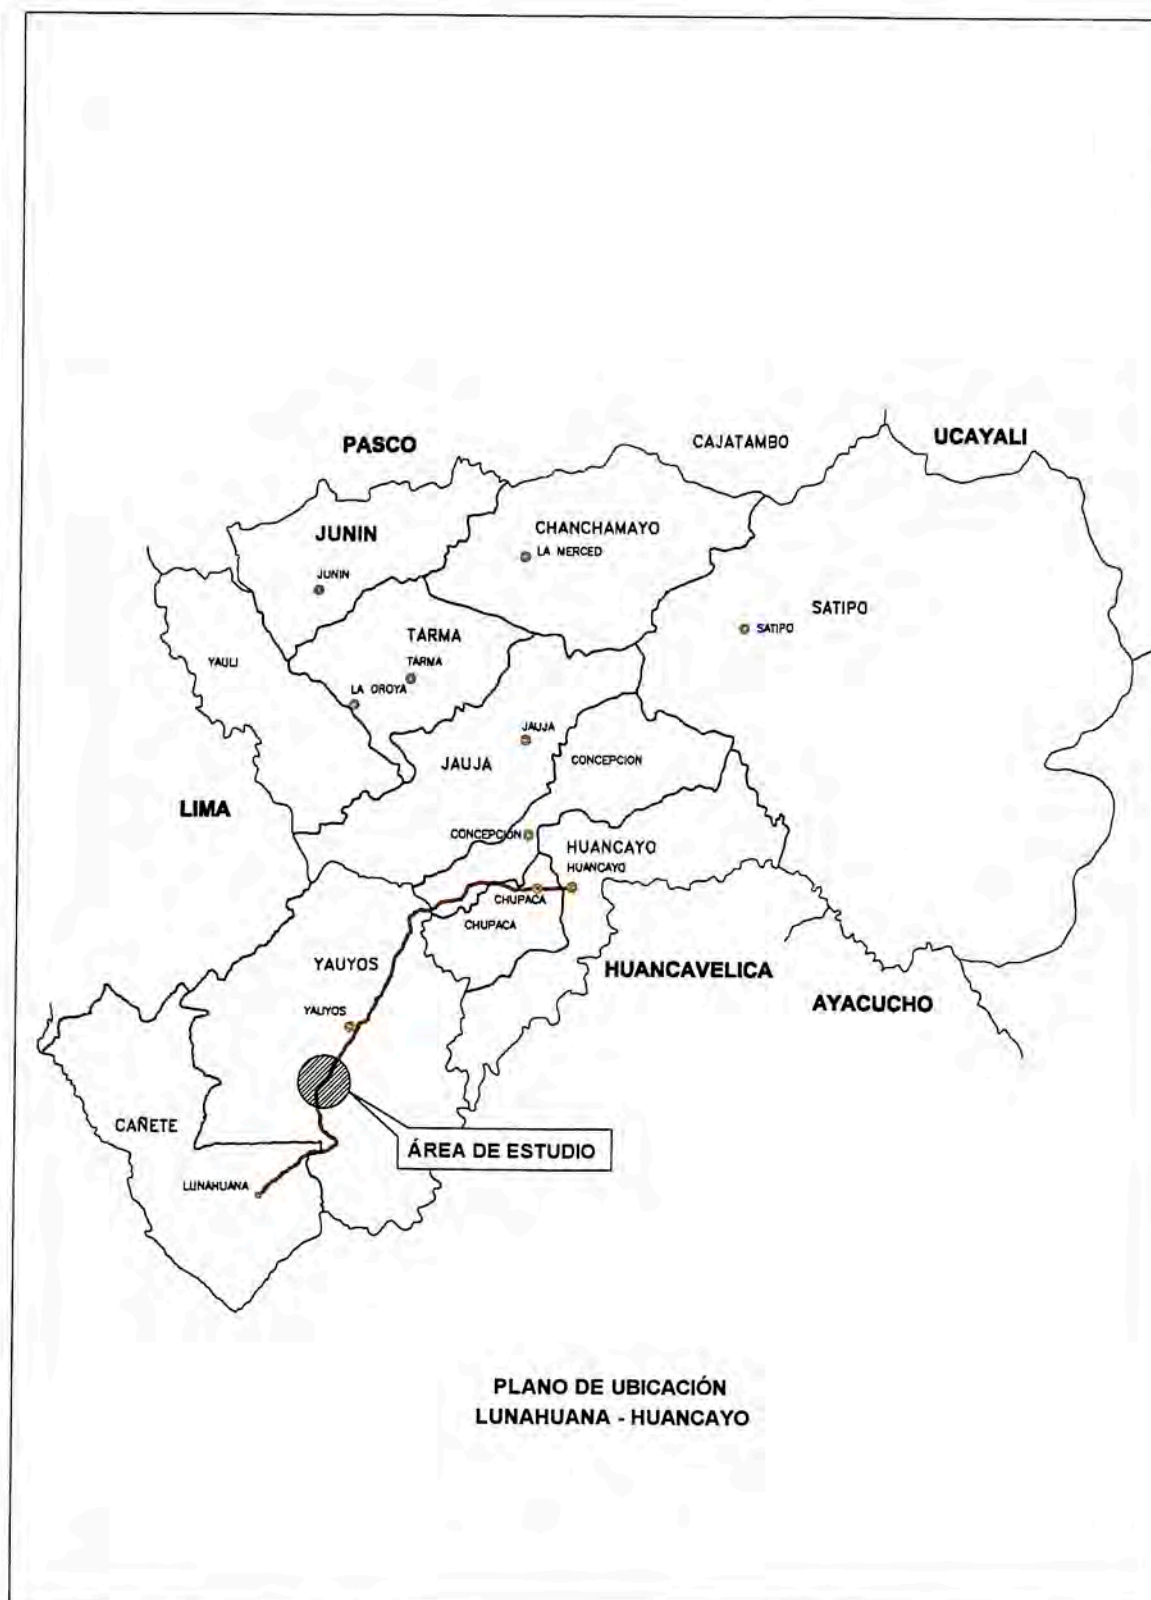 PASCO
CAJATAMBO
UCAYALI
JUNIN
CHANCHAMAYO
LA MERCED
JUNIN
SATIPO
SATIPO
TARMA
TARMA
YAULI
LA OROYA
JAUJA
JAUJA
CONCEPCION
LIMA
CONCEPCION
HUANCAYO
HUANCAYO
CHUPACA
CHUPACA
YAUYOS
HUANCAVELICA
AYACUCHO
YAUYOS
CAÑETE
ÁREA DE ESTUDIO
LUNAHUANA
PLANO DE UBICACIÓN
LUNAHUANA - HUANCAYO